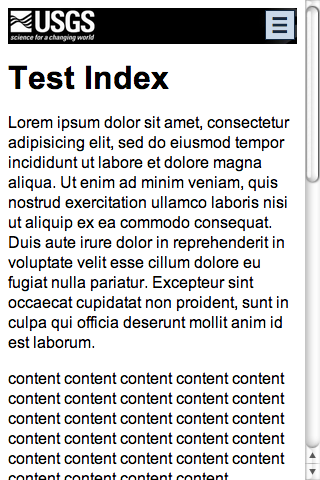 USGS
science for a changing world
Test Index
Lorem ipsum dolor sit amet, consectetur
adipisicing elit, sed do eiusmod tempor
incididunt ut labore et dolore magna
aliqua. Ut enim ad minim veniam, quis
nostrud exercitation ullamco laboris nisi
ut aliquip ex ea commodo consequat.
Duis aute irure dolor in reprehenderit in
voluptate velit esse cillum dolore eu
fugiat nulla pariatur. Excepteur sint
occaecat cupidatat non proident, sunt in
culpa qui officia deserunt mollit anim id
est laborum.
content content content content content
content content content content content
content content content content content
content content content content content
content content content content content
content content content content